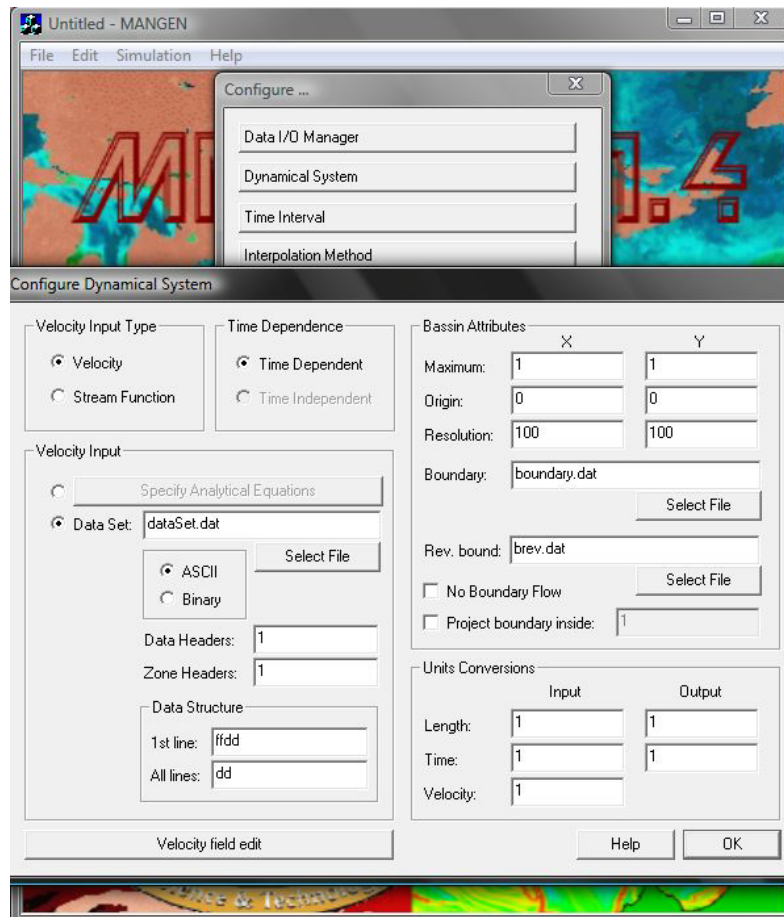 Untitled - MANGEN
File Edit Simulation Help
Configure ...
Data I/O Manager
Dynamical System
Time Interval
Interpolation Method
Configure Dynamical System
Velocity Input Type
Velocity
Stream Function
Time Dependence
Time Dependent
Time Independent
Velocity Input
Specify Analytical Equations
Data Set: dataSet.dat
Select File
ASCII
Binary
Data Headers: 1
Zone Headers: 1
Data Structure
1st line: ffdd
All lines: dd
Velocity field edit
Bassin Attributes
X Y
Maximum: 1 1
Origin: 0 0
Resolution: 100 100
Boundary: boundary.dat
Select File
Rev. bound: brev.dat
Select File
No Boundary Flow
Project boundary inside: 1
Units Conversions
Input Output
Length: 1 1
Time: 1 1
Velocity: 1
Help OK
& Technology